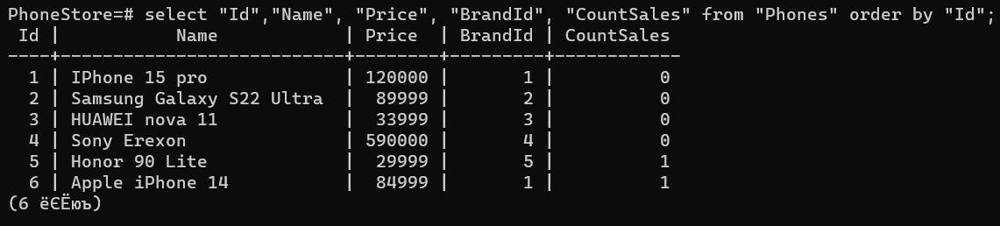 PhoneStore=# select "Id","Name", "Price", "BrandId", "CountSales" from "Phones" order by "Id";
 Id |           Name            | Price  | BrandId | CountSales
----+---------------------------+--------+---------+------------
  1 | IPhone 15 pro             | 120000 |       1 |          0
  2 | Samsung Galaxy S22 Ultra  |  89999 |       2 |          0
  3 | HUAWEI nova 11            |  33999 |       3 |          0
  4 | Sony Erexon               | 590000 |       4 |          0
  5 | Honor 90 Lite             |  29999 |       5 |          1
  6 | Apple iPhone 14           |  84999 |       1 |          1
(6 ёЄЁюъ)